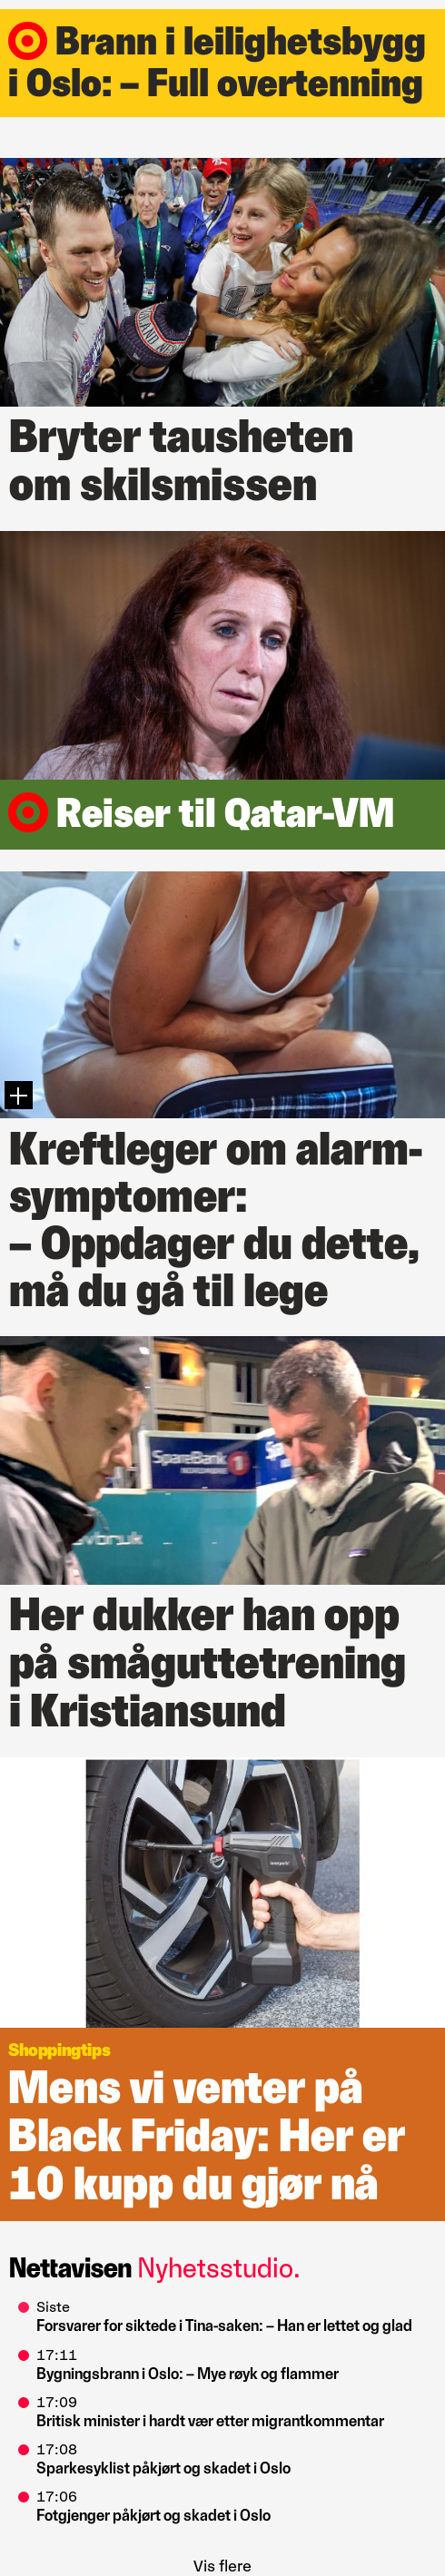 Brann i leilighetsbygg
i Oslo: – Full overtenning
Bryter tausheten
om skilsmissen
Reiser til Qatar-VM
Kreftleger om alarm-
symptomer:
– Oppdager du dette,
må du gå til lege
SpareBank 1
Her dukker han opp
på småguttetrening
i Kristiansund
Shoppingtips
Mens vi venter på
Black Friday: Her er
10 kupp du gjør nå
Nettavisen Nyhetsstudio.
Siste
Forsvarer for siktede i Tina-saken: – Han er lettet og glad
17:11
Bygningsbrann i Oslo: – Mye røyk og flammer
17:09
Britisk minister i hardt vær etter migrantkommentar
17:08
Sparkesyklist påkjørt og skadet i Oslo
17:06
Fotgjenger påkjørt og skadet i Oslo
Vis flere